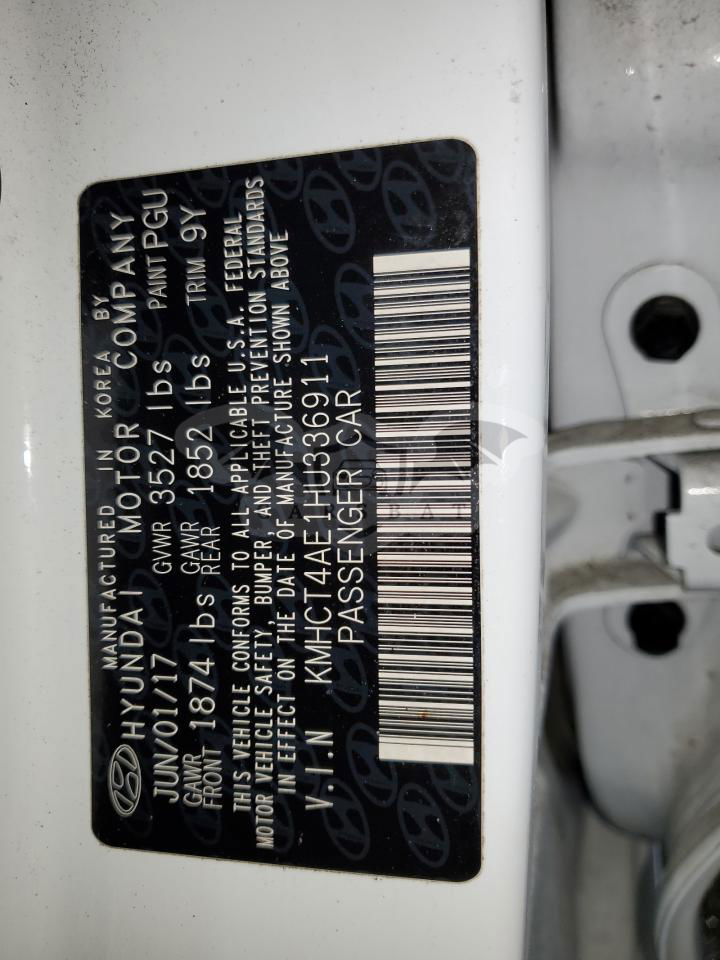 MANUFACTURED IN KOREA BY
HYUNDAI MOTOR COMPANY
JUN/01/17 GVWR 3527 lbs PAINT PGU
GAWR FRONT 1874 lbs GAWR REAR 1852 lbs TRIM 9Y
THIS VEHICLE CONFORMS TO ALL APPLICABLE U.S.A. FEDERAL
MOTOR VEHICLE SAFETY, BUMPER, AND THEFT PREVENTION STANDARDS
IN EFFECT ON THE DATE OF MANUFACTURE SHOWN ABOVE
V.I.N KMHCT4AE1HU336911
PASSENGER CAR